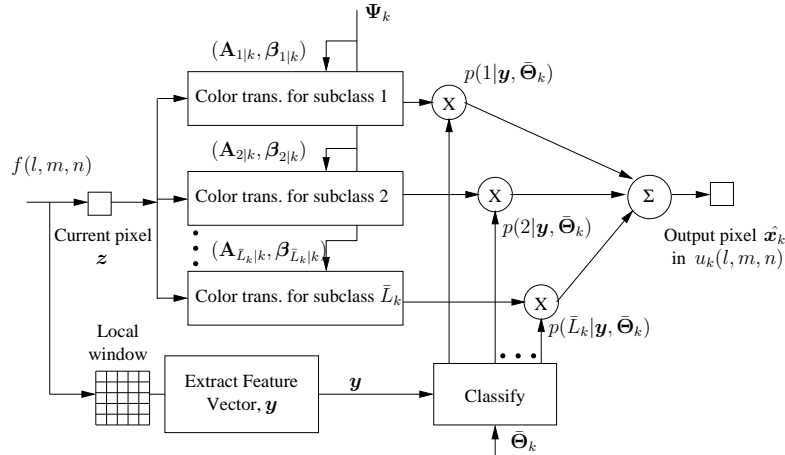 Ψ_k
(A_{1|k}, β_{1|k})
p(1|y, Θ̄_k)
Color trans. for subclass 1
X
(A_{2|k}, β_{2|k})
f(l, m, n)
Color trans. for subclass 2
X
Σ
Current pixel
z
p(2|y, Θ̄_k)
Output pixel x̂_k
in u_k(l, m, n)
(A_{L̄_k|k}, β_{L̄_k|k})
Color trans. for subclass L̄_k
X
p(L̄_k|y, Θ̄_k)
Local
window
Extract Feature
Vector, y
y
Classify
Θ̄_k